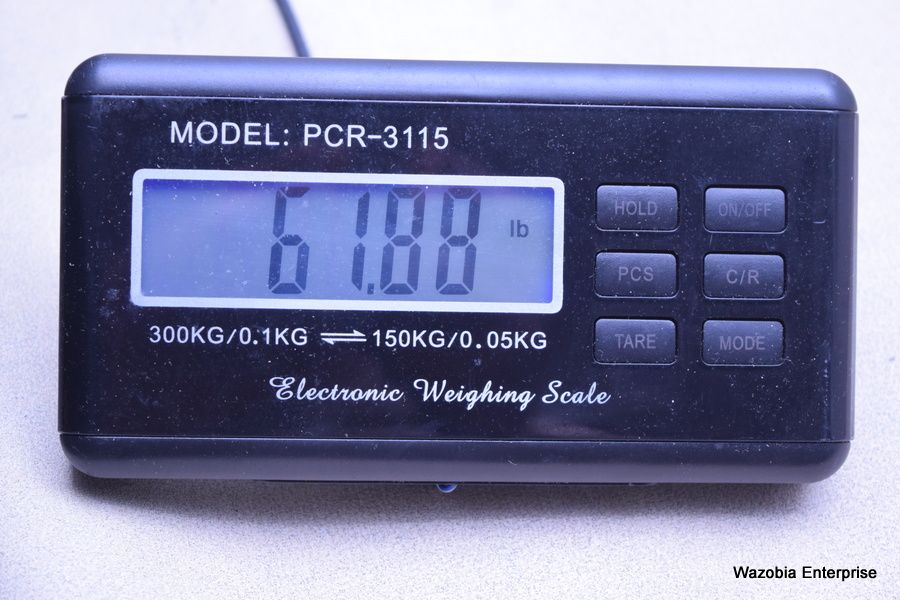 MODEL: PCR-3115
61.88 lb
HOLD ON/OFF
PCS C/R
TARE MODE
300KG/0.1KG ⇌ 150KG/0.05KG
Electronic Weighing Scale
Wazobia Enterprise